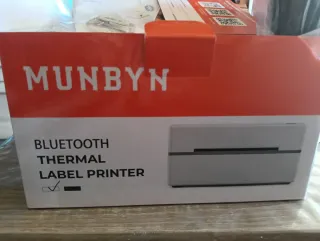 MUNBYN
BLUETOOTH
THERMAL
LABEL PRINTER